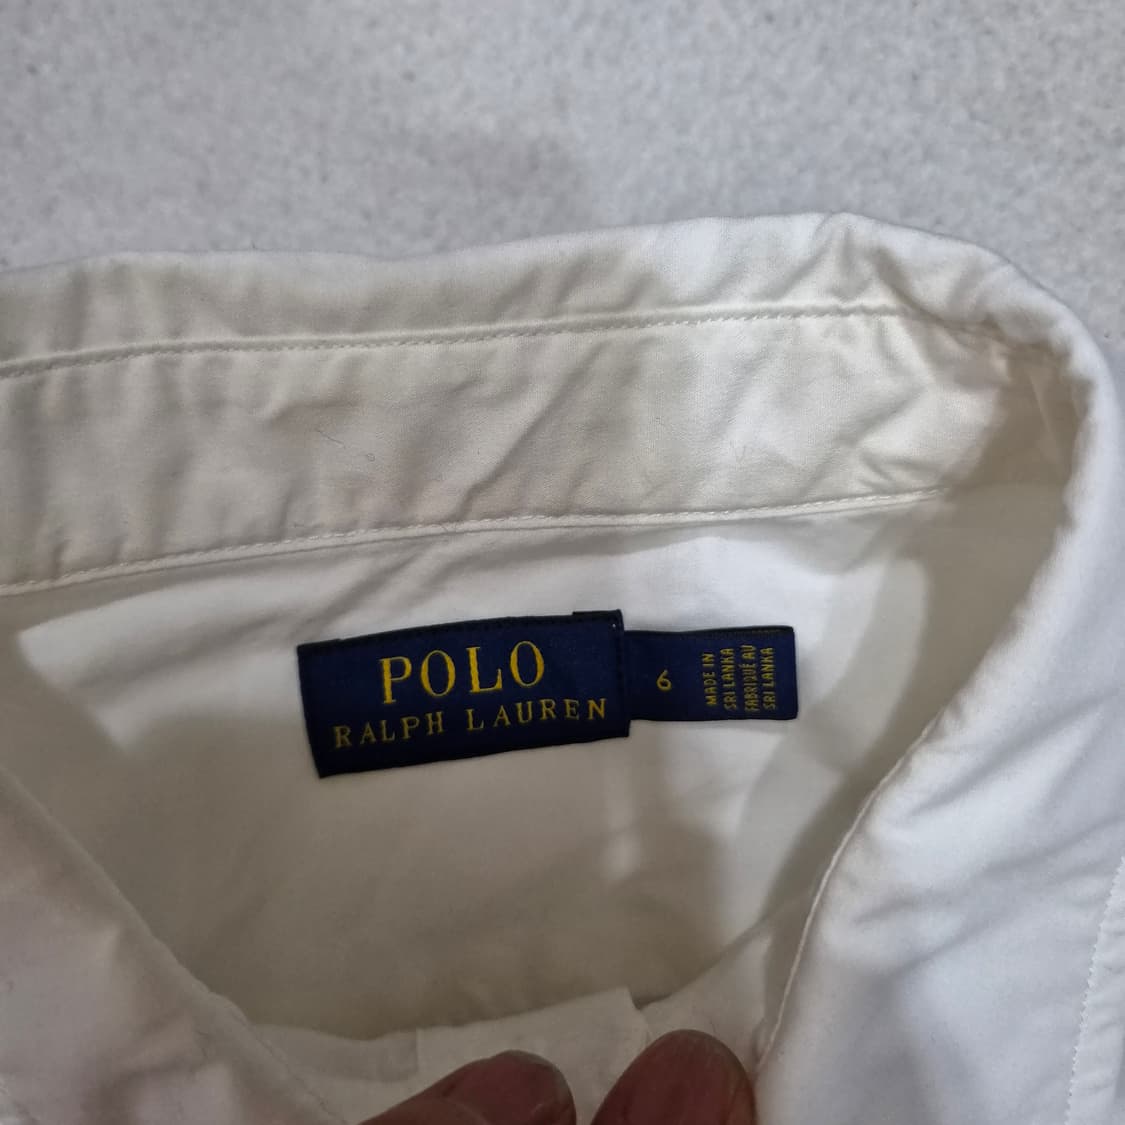 POLO
RALPH LAUREN
6
MADE IN
SRI LANKA
FABRIQUÉ AU
SRI LANKA